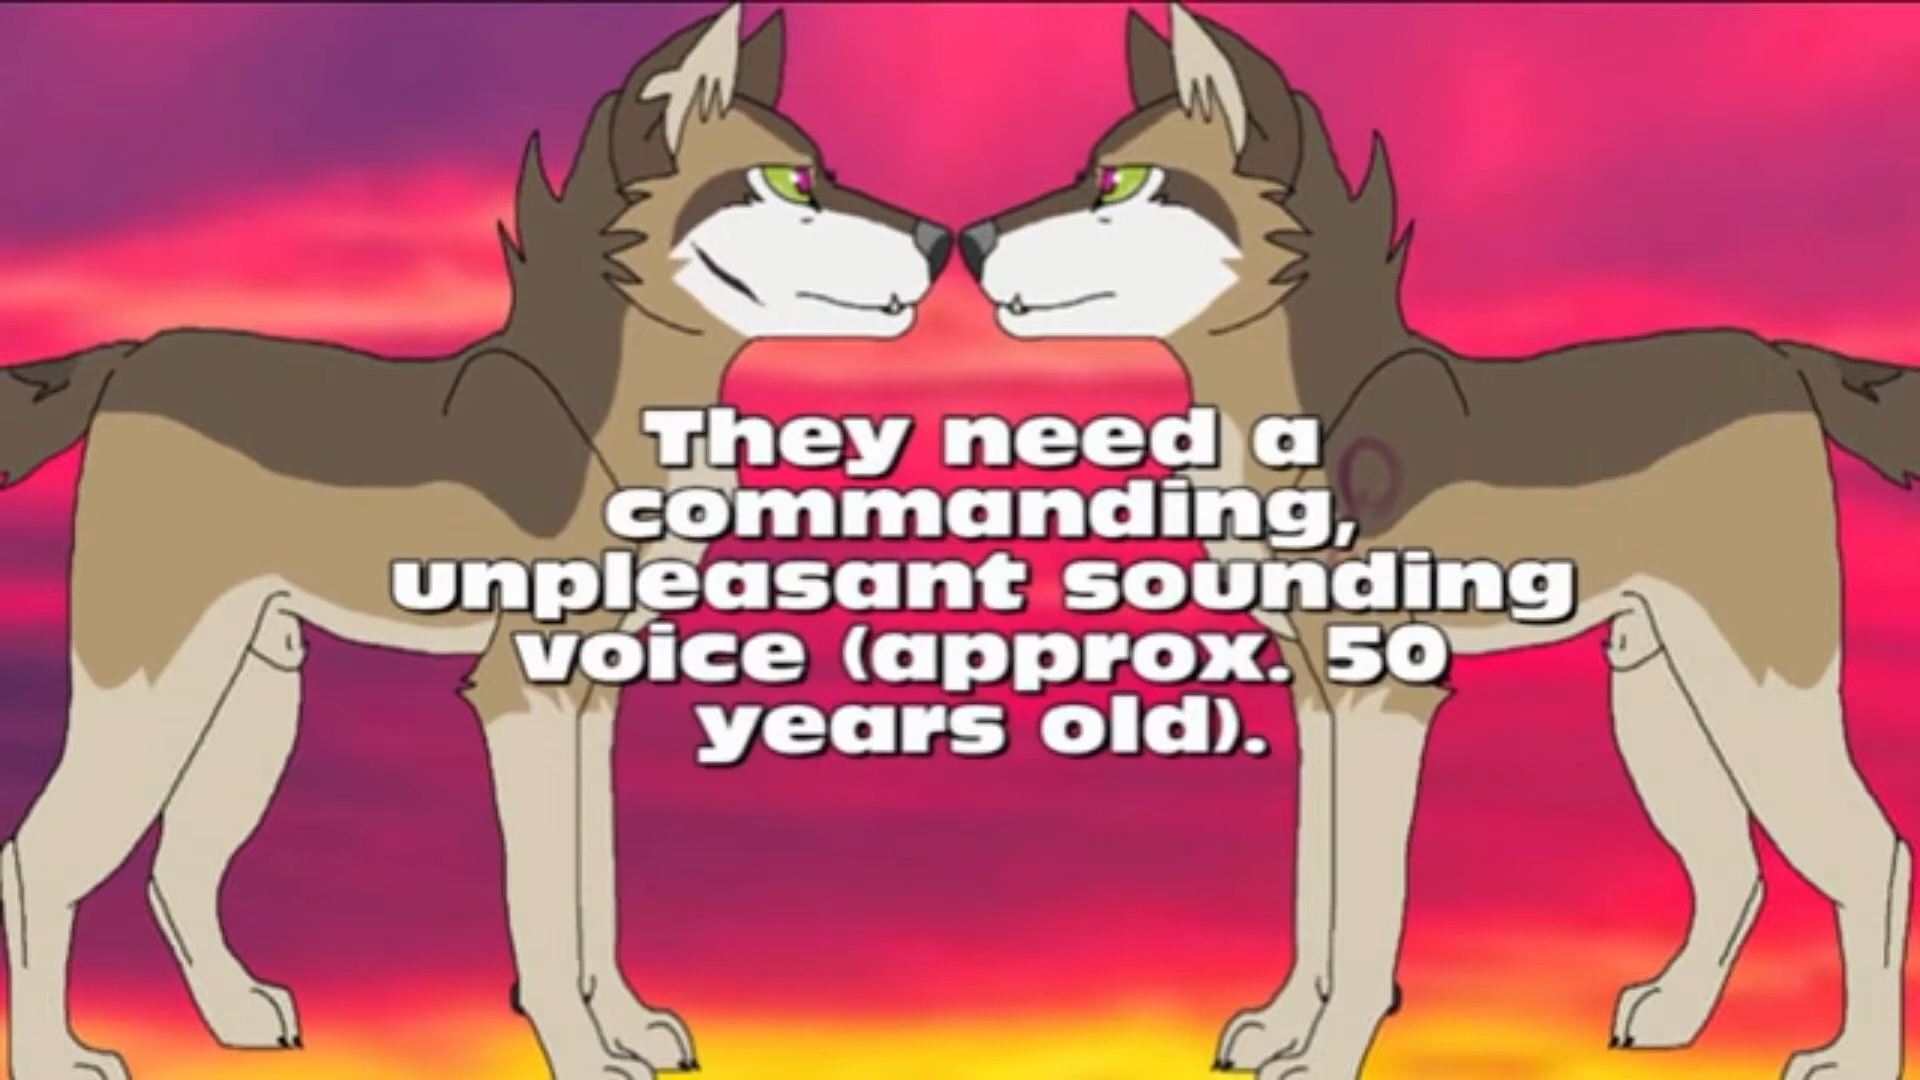 They need a
commanding,
unpleasant sounding
voice (approx. 50
years old).